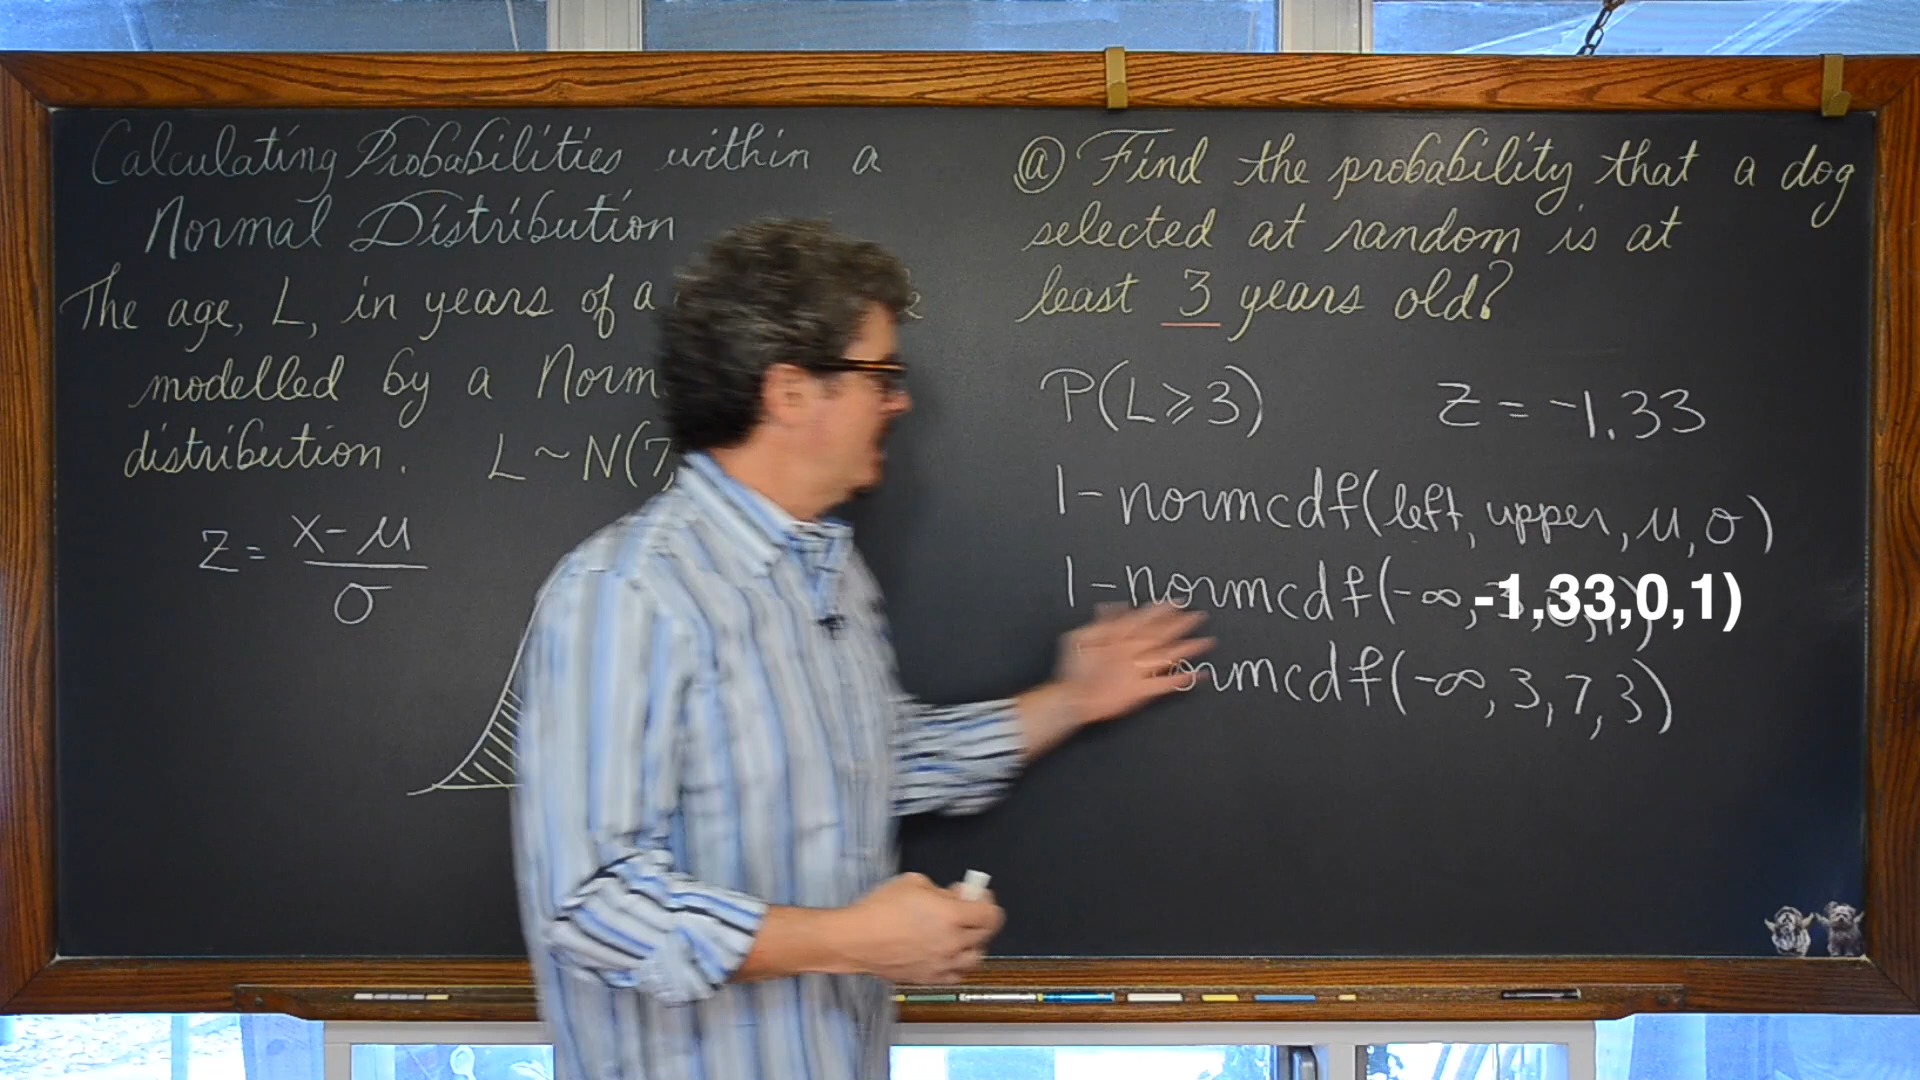 Calculating Probabilities within a
Normal Distribution
The age, L, in years of a
modelled by a Norm
distribution. L ~ N(7,
z = x-μ
σ
@ Find the probability that a dog
selected at random is at
least 3 years old?
P(L≥3) z = -1.33
1-normcdf(left, upper, μ, σ)
1-normcdf(-∞, -1.33,0,1)
ormcdf(-∞, 3, 7, 3)